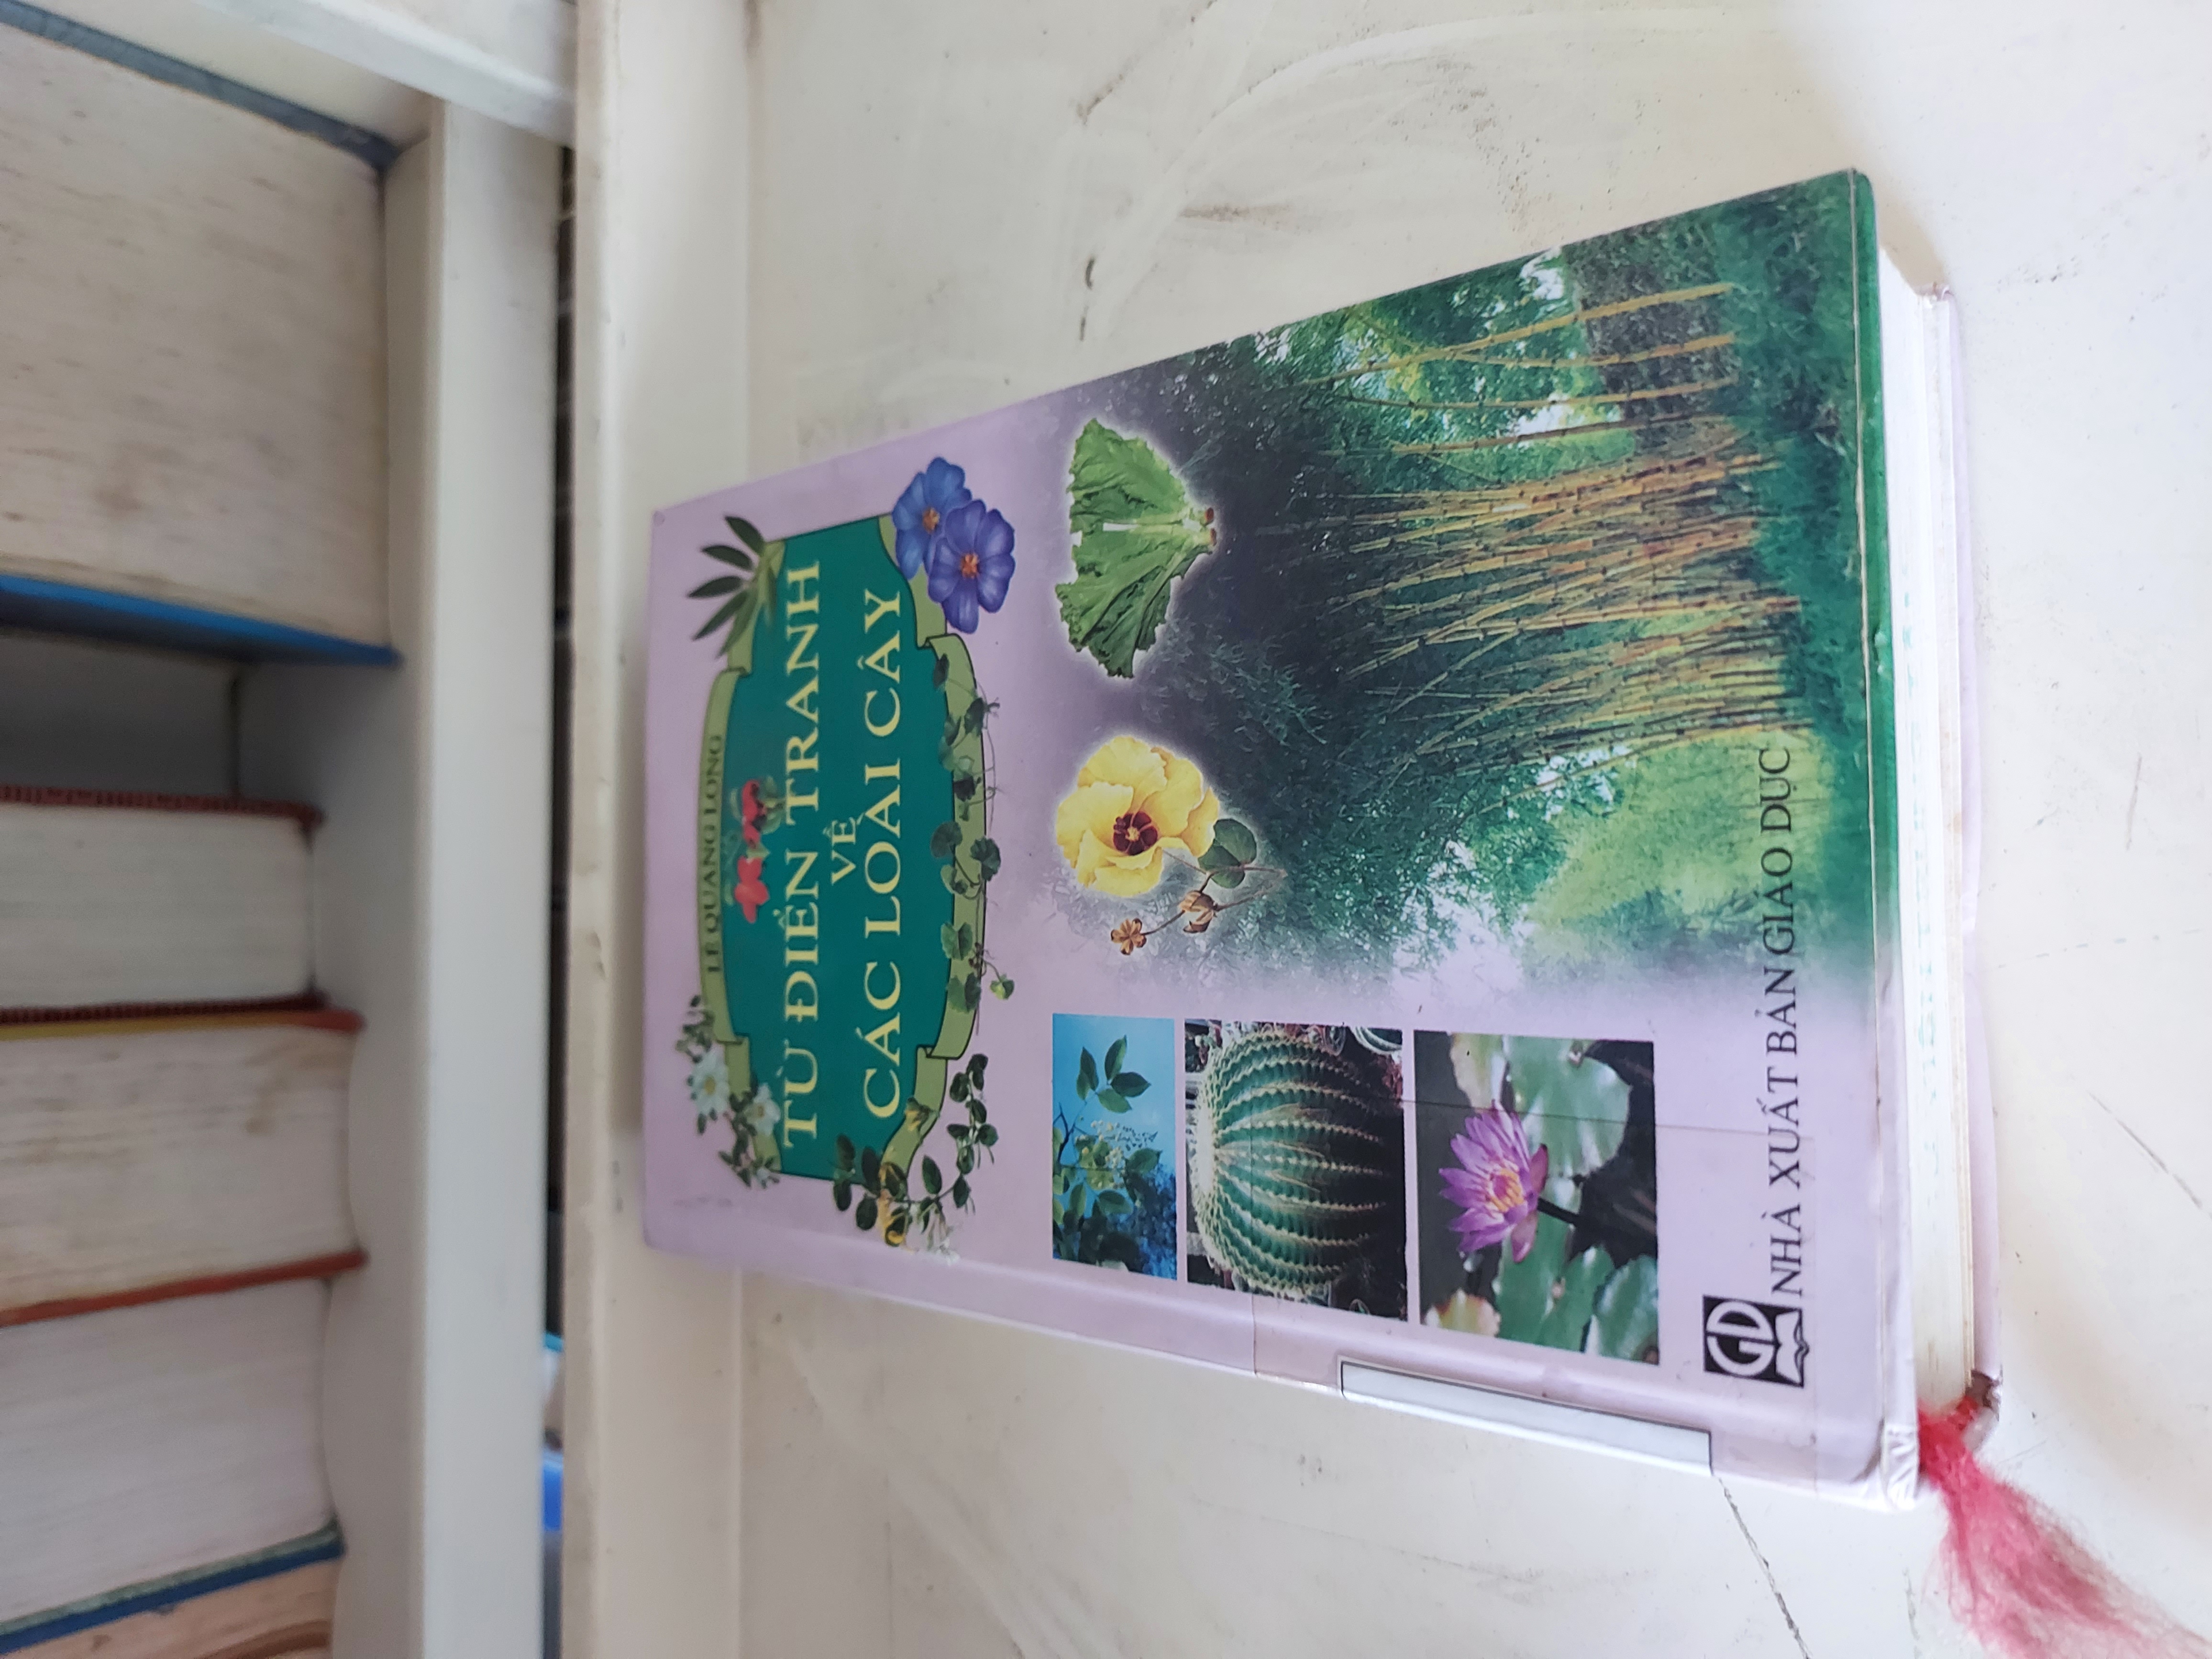 LÊ QUANG LONG
TỪ ĐIỂN TRANH
VỀ
CÁC LOÀI CÂY
GD
NHÀ XUẤT BẢN GIÁO DỤC